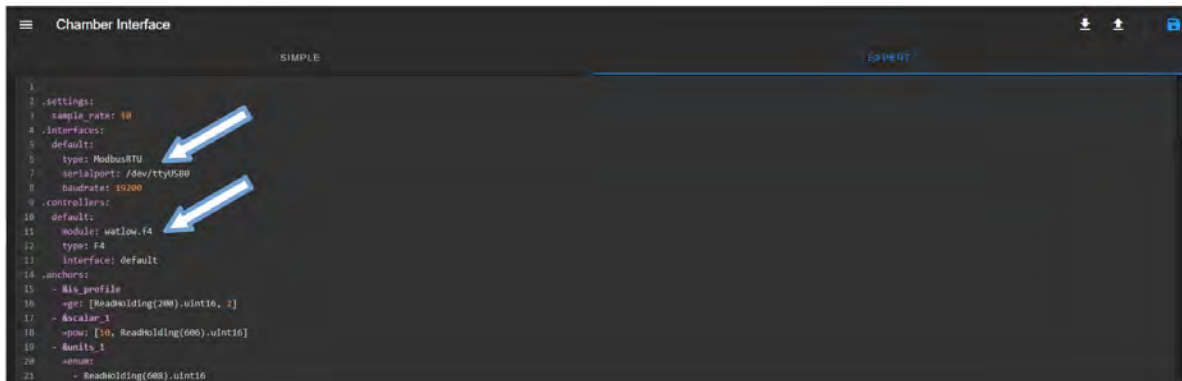 Chamber Interface
SIMPLE
EXPERT
1
2 .settings:
3 sample_rate: 10
4 .interfaces:
5 default:
6 type: ModbusRTU
7 serialport: /dev/ttyUSB0
8 baudrate: 19200
9 .controllers:
10 default:
11 module: watlow.f4
12 type: F4
13 interface: default
14 .anchors:
15 - &is_profile
16 =ge: [ReadHolding(200).uint16, 2]
17 - &scalar_1
18 =pow: [10, ReadHolding(606).uint16]
19 - &units_1
20 =enum:
21 - ReadHolding(608).uint16